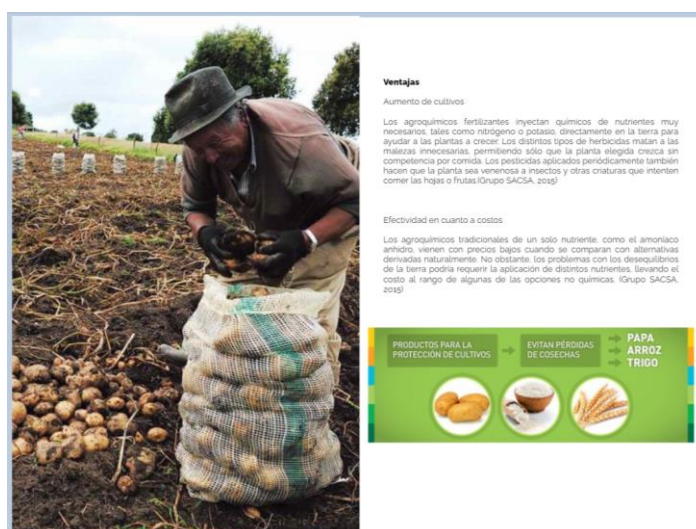 Ventajas
Aumento de cultivos
Los agroquímicos fertilizantes inyectan químicos de nutrientes muy
necesarios, tales como nitrógeno o potasio, directamente en la tierra para
ayudar a las plantas a crecer. Los distintos tipos de herbicidas matan a las
malezas innecesarias, permitiendo sólo que la planta elegida crezca sin
competencia por comida. Los pesticidas aplicados periódicamente también
hacen que la planta sea venenosa a insectos y otras criaturas que intenten
comer las hojas o frutas.(Grupo SACSA, 2015)
Efectividad en cuanto a costos
Los agroquímicos tradicionales de un solo nutriente, como el amoníaco
anhidro, vienen con precios bajos cuando se comparan con alternativas
derivadas naturalmente. No obstante, los problemas con los desequilibrios
de la tierra podría requerir la aplicación de distintos nutrientes, llevando el
costo al rango de algunas de las opciones no químicas. (Grupo SACSA,
2015)
PRODUCTOS PARA LA
PROTECCIÓN DE CULTIVOS
EVITAN PÉRDIDAS
DE COSECHAS
PAPA
ARROZ
TRIGO